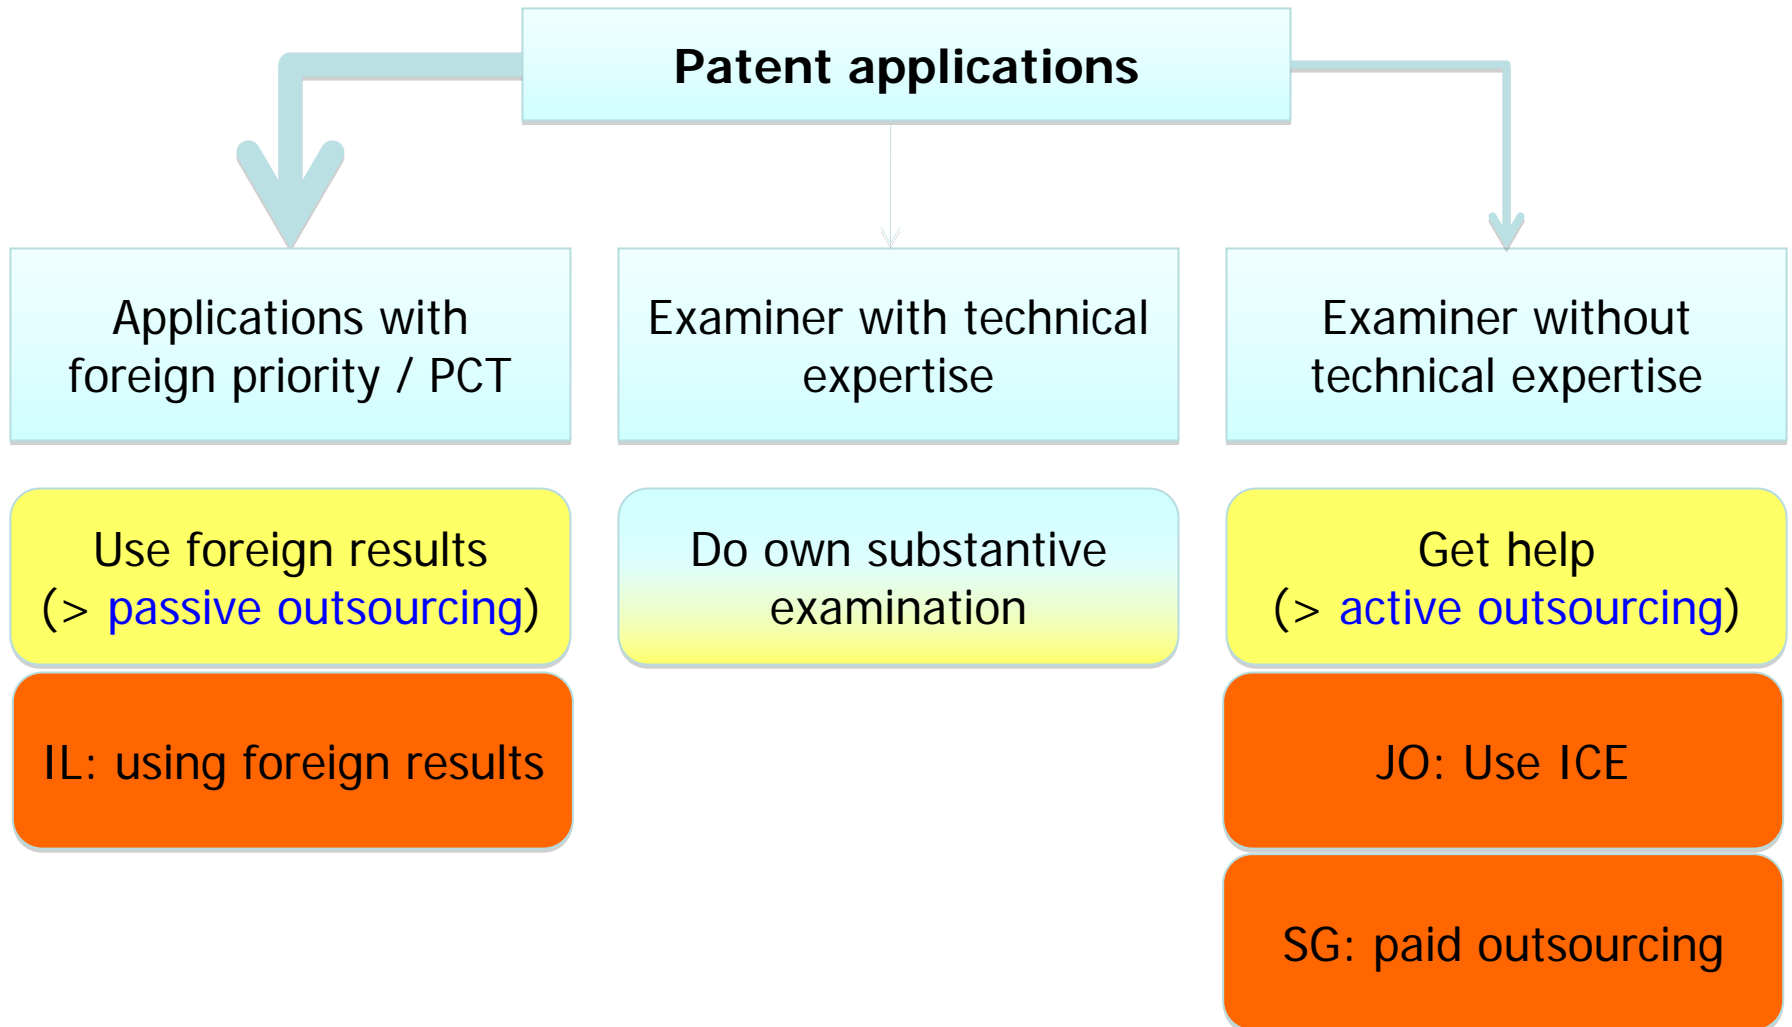 Patent applications
Applications with
foreign priority / PCT
Examiner with technical
expertise
Examiner without
technical expertise
Use foreign results
(> passive outsourcing)
Do own substantive
examination
Get help
(> active outsourcing)
IL: using foreign results
JO: Use ICE
SG: paid outsourcing